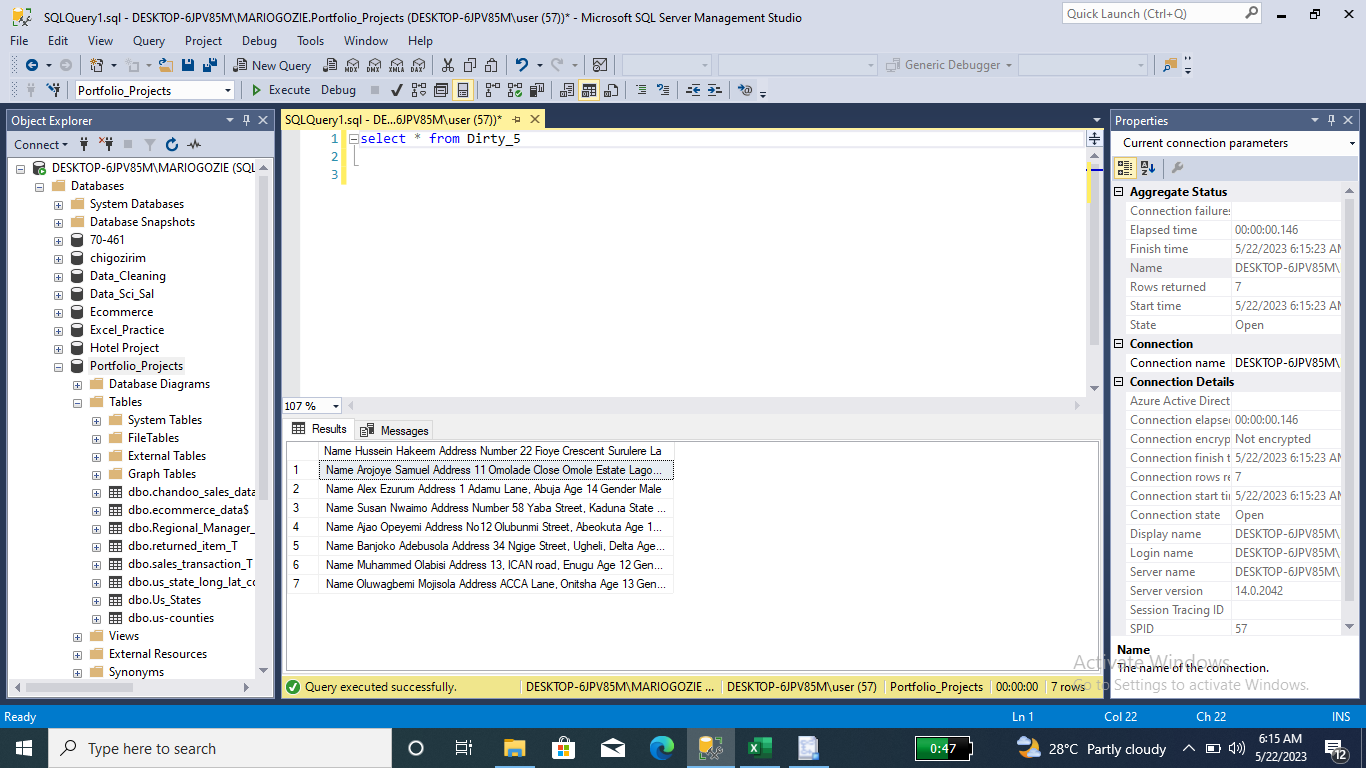 SQLQuery1.sql - DESKTOP-6JPV85M\MARIOGOZIE.Portfolio_Projects (DESKTOP-6JPV85M\user (57))* - Microsoft SQL Server Management Studio
Quick Launch (Ctrl+Q)
File Edit View Query Project Debug Tools Window Help
New Query MDX DMX XMLA DAX Generic Debugger
Portfolio_Projects Execute Debug
Object Explorer
Connect
DESKTOP-6JPV85M\MARIOGOZIE (SQL
Databases
System Databases
Database Snapshots
70-461
chigozirim
Data_Cleaning
Data_Sci_Sal
Ecommerce
Excel_Practice
Hotel Project
Portfolio_Projects
Database Diagrams
Tables
System Tables
FileTables
External Tables
Graph Tables
dbo.chandoo_sales_data
dbo.ecommerce_data$
dbo.Regional_Manager_
dbo.returned_item_T
dbo.sales_transaction_T
dbo.us_state_long_lat_co
dbo.Us_States
dbo.us-counties
Views
External Resources
Synonyms
SQLQuery1.sql - DE...6JPV85M\user (57))*
1 select * from Dirty_5
2
3
107 %
Results Messages
Name Hussein Hakeem Address Number 22 Fioye Crescent Surulere La
1 Name Arojoye Samuel Address 11 Omolade Close Omole Estate Lago...
2 Name Alex Ezurum Address 1 Adamu Lane, Abuja Age 14 Gender Male
3 Name Susan Nwaimo Address Number 58 Yaba Street, Kaduna State ...
4 Name Ajao Opeyemi Address No12 Olubunmi Street, Abeokuta Age 1...
5 Name Banjoko Adebusola Address 34 Ngige Street, Ugheli, Delta Age...
6 Name Muhammed Olabisi Address 13, ICAN road, Enugu Age 12 Gen...
7 Name Oluwagbemi Mojisola Address ACCA Lane, Onitsha Age 13 Gen...
Query executed successfully. DESKTOP-6JPV85M\MARIOGOZIE ... DESKTOP-6JPV85M\user (57) Portfolio_Projects 00:00:00 7 rows
Properties
Current connection parameters
Aggregate Status
Connection failures
Elapsed time 00:00:00.146
Finish time 5/22/2023 6:15:23 AM
Name DESKTOP-6JPV85M\
Rows returned 7
Start time 5/22/2023 6:15:23 AM
State Open
Connection
Connection name DESKTOP-6JPV85M\
Connection Details
Azure Active Direct
Connection elapse 00:00:00.146
Connection encryp Not encrypted
Connection finish t 5/22/2023 6:15:23 AM
Connection rows re 7
Connection start ti 5/22/2023 6:15:23 AM
Connection state Open
Display name DESKTOP-6JPV85M\
Login name DESKTOP-6JPV85M\
Server name DESKTOP-6JPV85M\
Server version 14.0.2042
Session Tracing ID
SPID 57
Name
The name of the connection.
Activate Windows
Go to Settings to activate Windows.
Ready Ln 1 Col 22 Ch 22 INS
Type here to search
0:47
28°C Partly cloudy
6:15 AM
5/22/2023
12